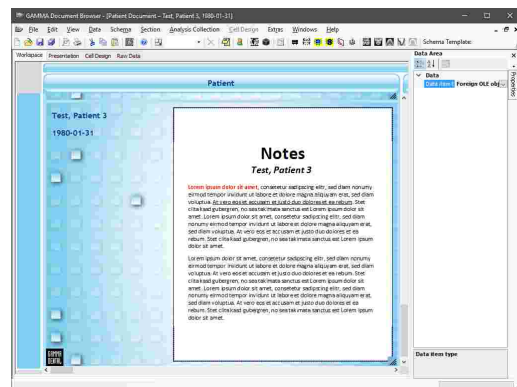 GAMMA Document Browser - [Patient Document – Test, Patient 3, 1980-01-31]
File Edit View Data Schema Section Analysis Collection Cell Design Extras Windows Help
Schema Template:
Workspace Presentation Cell Design Raw Data
Data Area
Patient
Data
Data item t Foreign OLE obj
Properties
Test, Patient 3
1980-01-31
Notes
Test, Patient 3
Lorem ipsum dolor sit amet, consetetur sadipscing elitr, sed diam nonumy
eirmod tempor invidunt ut labore et dolore magna aliquyam erat, sed diam
voluptua. At vero eos et accusam et justo duo dolores et ea rebum. Stet
clita kasd gubergren, no sea takimata sanctus est Lorem ipsum dolor sit
amet. Lorem ipsum dolor sit amet, consetetur sadipscing elitr, sed diam
nonumy eirmod tempor invidunt ut labore et dolore magna aliquyam erat,
sed diam voluptua. At vero eos et accusam et justo duo dolores et ea
rebum. Stet clita kasd gubergren, no sea takimata sanctus est Lorem ipsum
dolor sit amet.
Lorem ipsum dolor sit amet, consetetur sadipscing elitr, sed diam nonumy
eirmod tempor invidunt ut labore et dolore magna aliquyam erat, sed diam
voluptua. At vero eos et accusam et justo duo dolores et ea rebum. Stet
clita kasd gubergren, no sea takimata sanctus est Lorem ipsum dolor sit
amet. Lorem ipsum dolor sit amet, consetetur sadipscing elitr, sed diam
nonumy eirmod tempor invidunt ut labore et dolore magna aliquyam erat,
sed diam voluptua. At vero eos et accusam et justo duo dolores et ea
rebum. Stet clita kasd gubergren, no sea takimata sanctus est Lorem ipsum
dolor sit amet.
GAMMA
DENTAL
Data item type